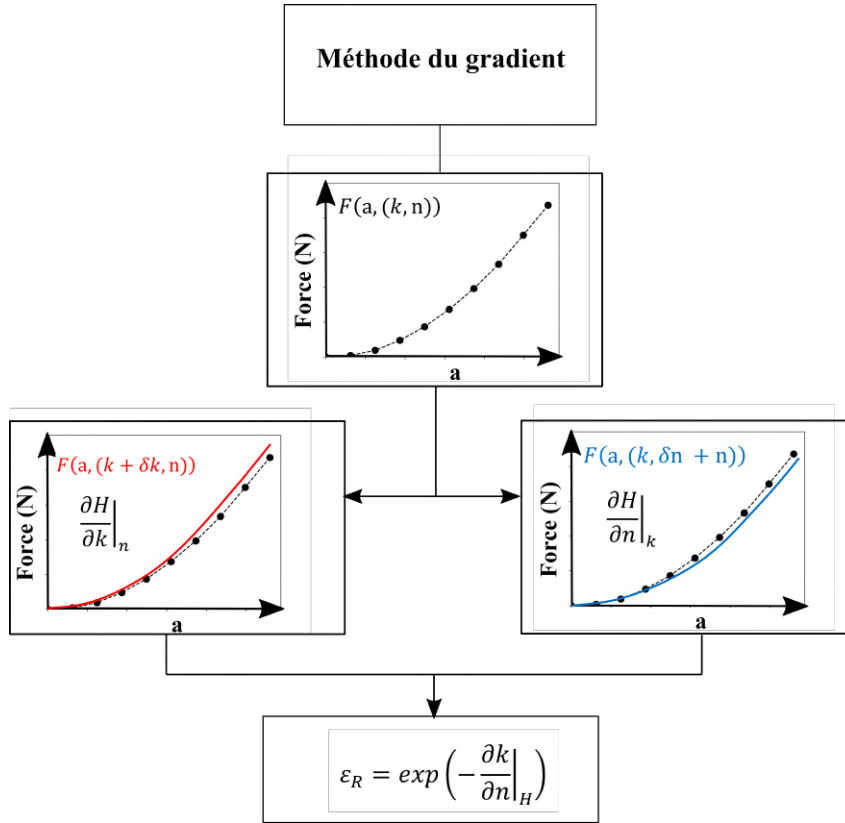 Méthode du gradient
F(a, (k, n))
Force (N)
a
F(a, (k + δk, n))
∂H/∂k|n
Force (N)
a
F(a, (k, δn + n))
∂H/∂n|k
Force (N)
a
εR = exp (− ∂k/∂n|H)